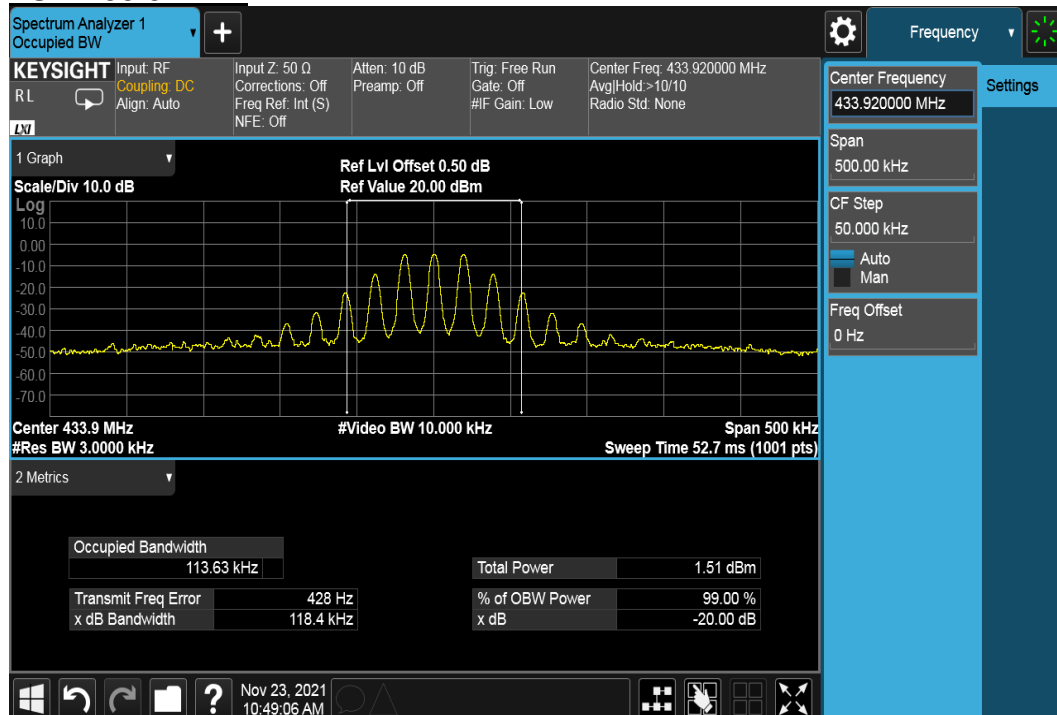 Spectrum Analyzer 1
Occupied BW
Frequency
KEYSIGHT
R L
LXI
Input: RF
Coupling: DC
Align: Auto
Input Z: 50 Ω
Corrections: Off
Freq Ref: Int (S)
NFE: Off
Atten: 10 dB
Preamp: Off
Trig: Free Run
Gate: Off
#IF Gain: Low
Center Freq: 433.920000 MHz
Avg|Hold:>10/10
Radio Std: None
Center Frequency
433.920000 MHz
Settings
Span
500.00 kHz
CF Step
50.000 kHz
Auto
Man
Freq Offset
0 Hz
1 Graph
Scale/Div 10.0 dB
Ref Lvl Offset 0.50 dB
Ref Value 20.00 dBm
Log
10.0
0.00
-10.0
-20.0
-30.0
-40.0
-50.0
-60.0
-70.0
Center 433.9 MHz
#Video BW 10.000 kHz
Span 500 kHz
#Res BW 3.0000 kHz
Sweep Time 52.7 ms (1001 pts)
2 Metrics
Occupied Bandwidth
113.63 kHz
Total Power 1.51 dBm
Transmit Freq Error 428 Hz
% of OBW Power 99.00 %
x dB Bandwidth 118.4 kHz
x dB -20.00 dB
?
Nov 23, 2021
10:49:06 AM